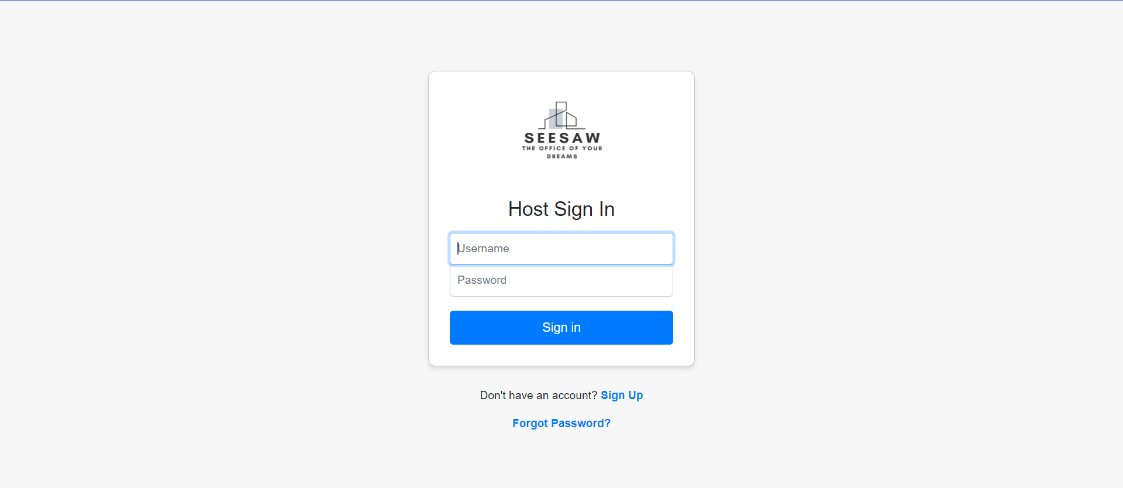 SEESAW
THE OFFICE OF YOUR
DREAMS
Host Sign In
Username
Password
Sign in
Don't have an account? Sign Up
Forgot Password?